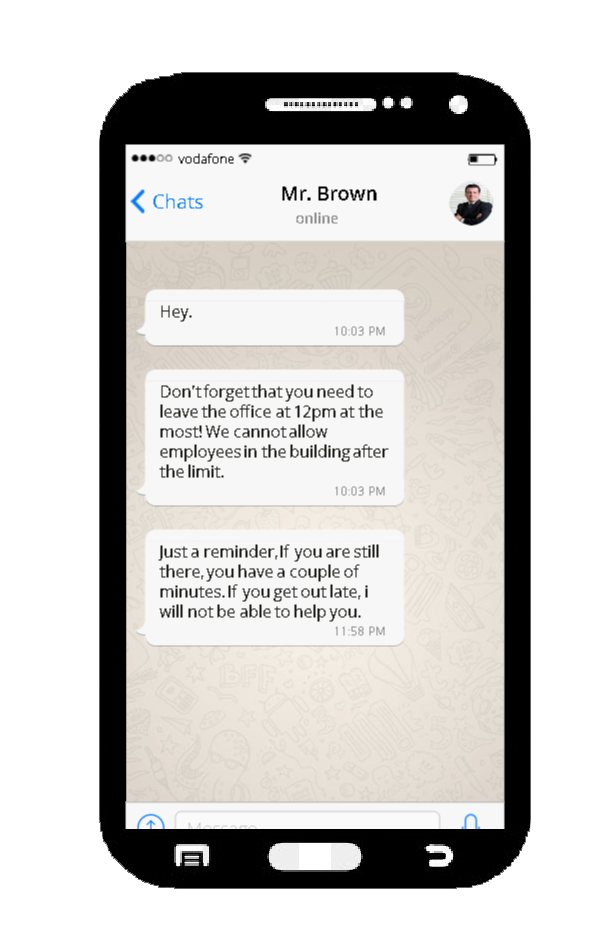 vodafone
Chats
Mr. Brown
online
Hey.
10:03 PM
Don't forget that you need to
leave the office at 12pm at the
most! We cannot allow
employees in the building after
the limit.
10:03 PM
Just a reminder,If you are still
there, you have a couple of
minutes. If you get out late, i
will not be able to help you.
11:58 PM
BFF
Message